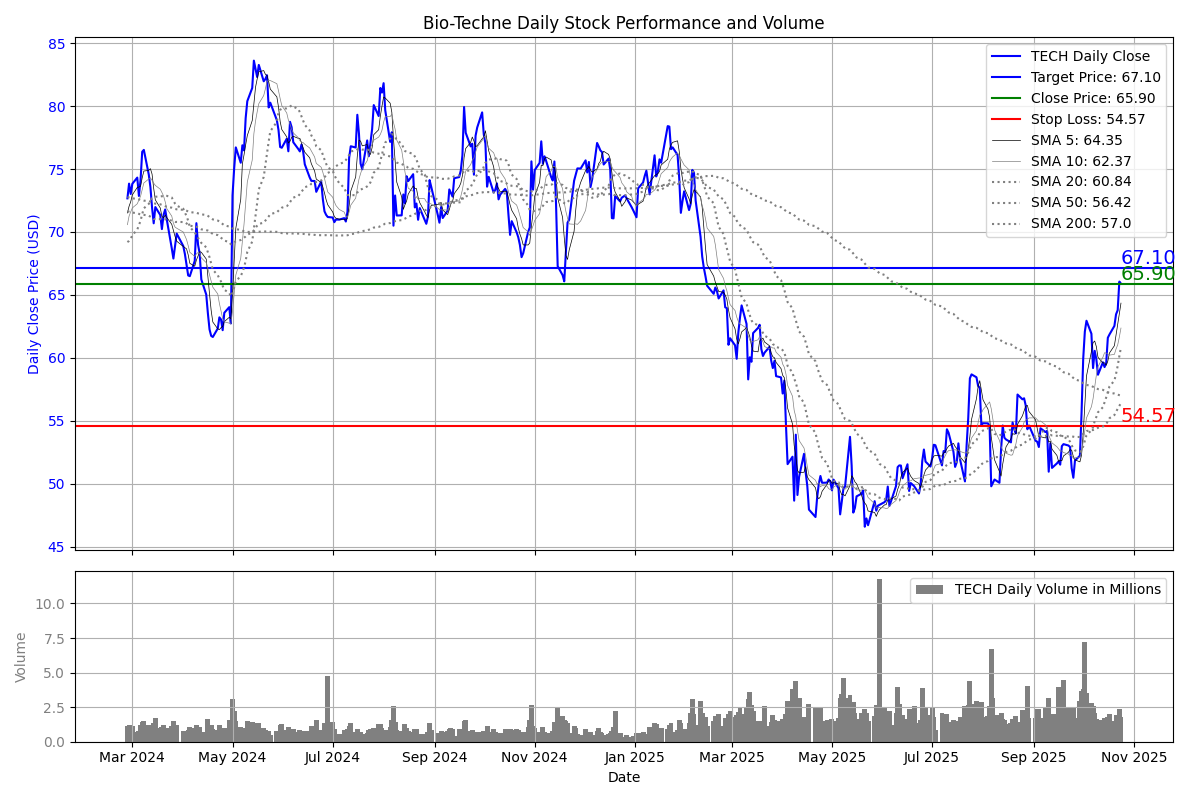 Bio-Techne Daily Stock Performance and Volume
Daily Close Price (USD)
85
80
75
70
65
60
55
50
45
TECH Daily Close
Target Price: 67.10
Close Price: 65.90
Stop Loss: 54.57
SMA 5: 64.35
SMA 10: 62.37
SMA 20: 60.84
SMA 50: 56.42
SMA 200: 57.0
67.10
65.90
54.57
Volume
10.0
7.5
5.0
2.5
0.0
TECH Daily Volume in Millions
Mar 2024 May 2024 Jul 2024 Sep 2024 Nov 2024 Jan 2025 Mar 2025 May 2025 Jul 2025 Sep 2025 Nov 2025
Date